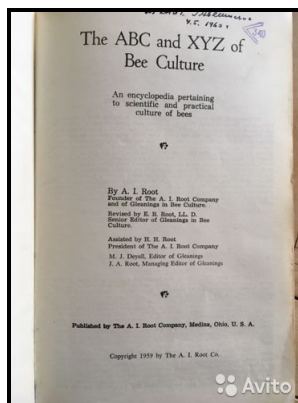 4.5. 1963 г.
The ABC and XYZ of
Bee Culture
An encyclopedia pertaining
to scientific and practical
culture of bees
By A. I. Root
Founder of The A. I. Root Company
and of Gleanings in Bee Culture.
Revised by E. R. Root, LL. D.
Senior Editor of Gleanings in Bee
Culture.
Assisted by H. H. Root
President of The A. I. Root Company
M. J. Deyell, Editor of Gleanings
J. A. Root, Managing Editor of Gleanings
Published by The A. I. Root Company, Medina, Ohio, U. S. A.
Copyright 1959 by The A. I. Root Co.
Avito